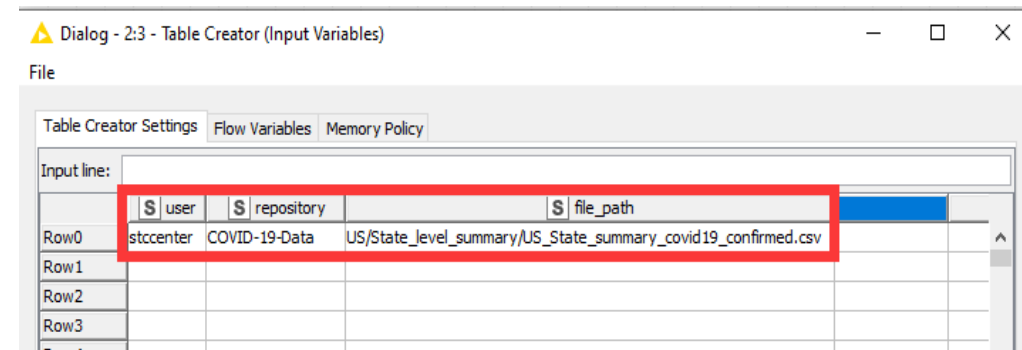 Dialog - 2:3 - Table Creator (Input Variables)
File
Table Creator Settings Flow Variables Memory Policy
Input line:
S user S repository S file_path
Row0 stccenter COVID-19-Data US/State_level_summary/US_State_summary_covid19_confirmed.csv
Row1
Row2
Row3